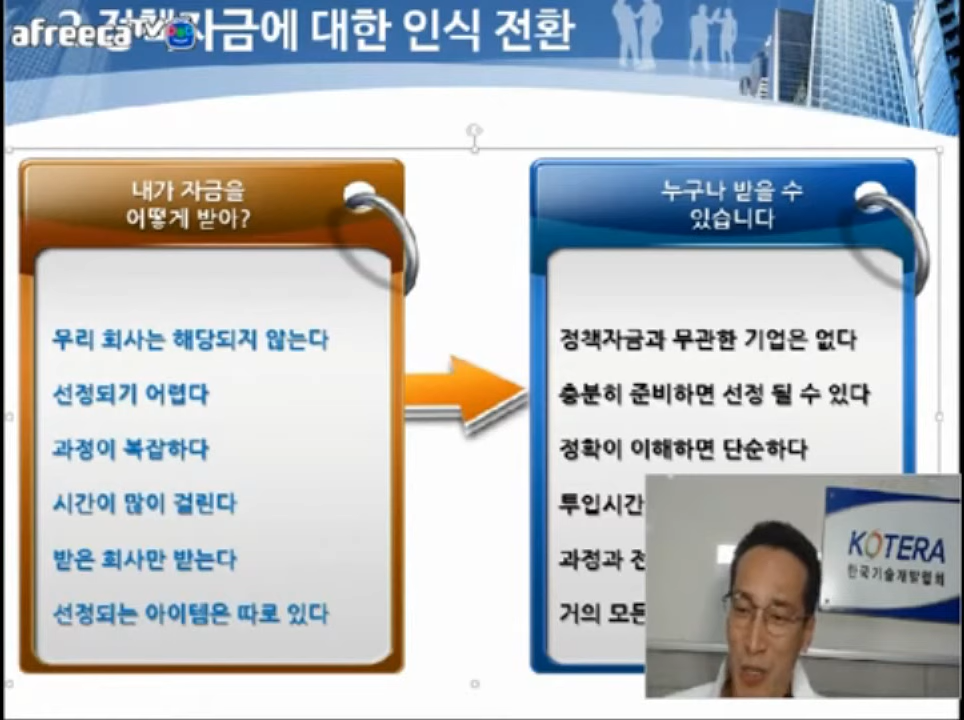 afreecaTV
자금에 대한 인식 전환
내가 자금을
어떻게 받아?
우리 회사는 해당되지 않는다
선정되기 어렵다
과정이 복잡하다
시간이 많이 걸린다
받은 회사만 받는다
선정되는 아이템은 따로 있다
누구나 받을 수
있습니다
정책자금과 무관한 기업은 없다
충분히 준비하면 선정 될 수 있다
정확이 이해하면 단순하다
투입시간
과정과
거의 모든
KOTERA
한국기술개발협회